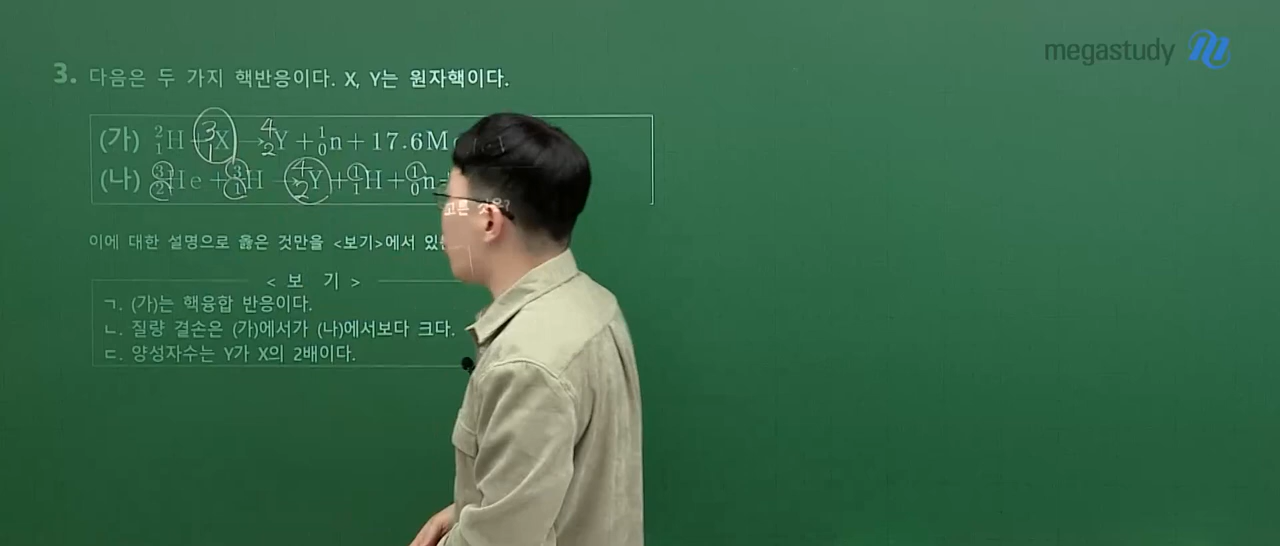 megastudy
3. 다음은 두 가지 핵반응이다. X, Y는 원자핵이다.
(가) ²₁H + ³₁X → ⁴₂Y + ¹₀n + 17.6M
(나) ³₂He + ³₁H → ⁴₂Y + ¹₁H + ¹₀n +
이에 대한 설명으로 옳은 것만을 <보기>에서 있는 고른 것은?
< 보 기 >
ㄱ. (가)는 핵융합 반응이다.
ㄴ. 질량 결손은 (가)에서가 (나)에서보다 크다.
ㄷ. 양성자수는 Y가 X의 2배이다.